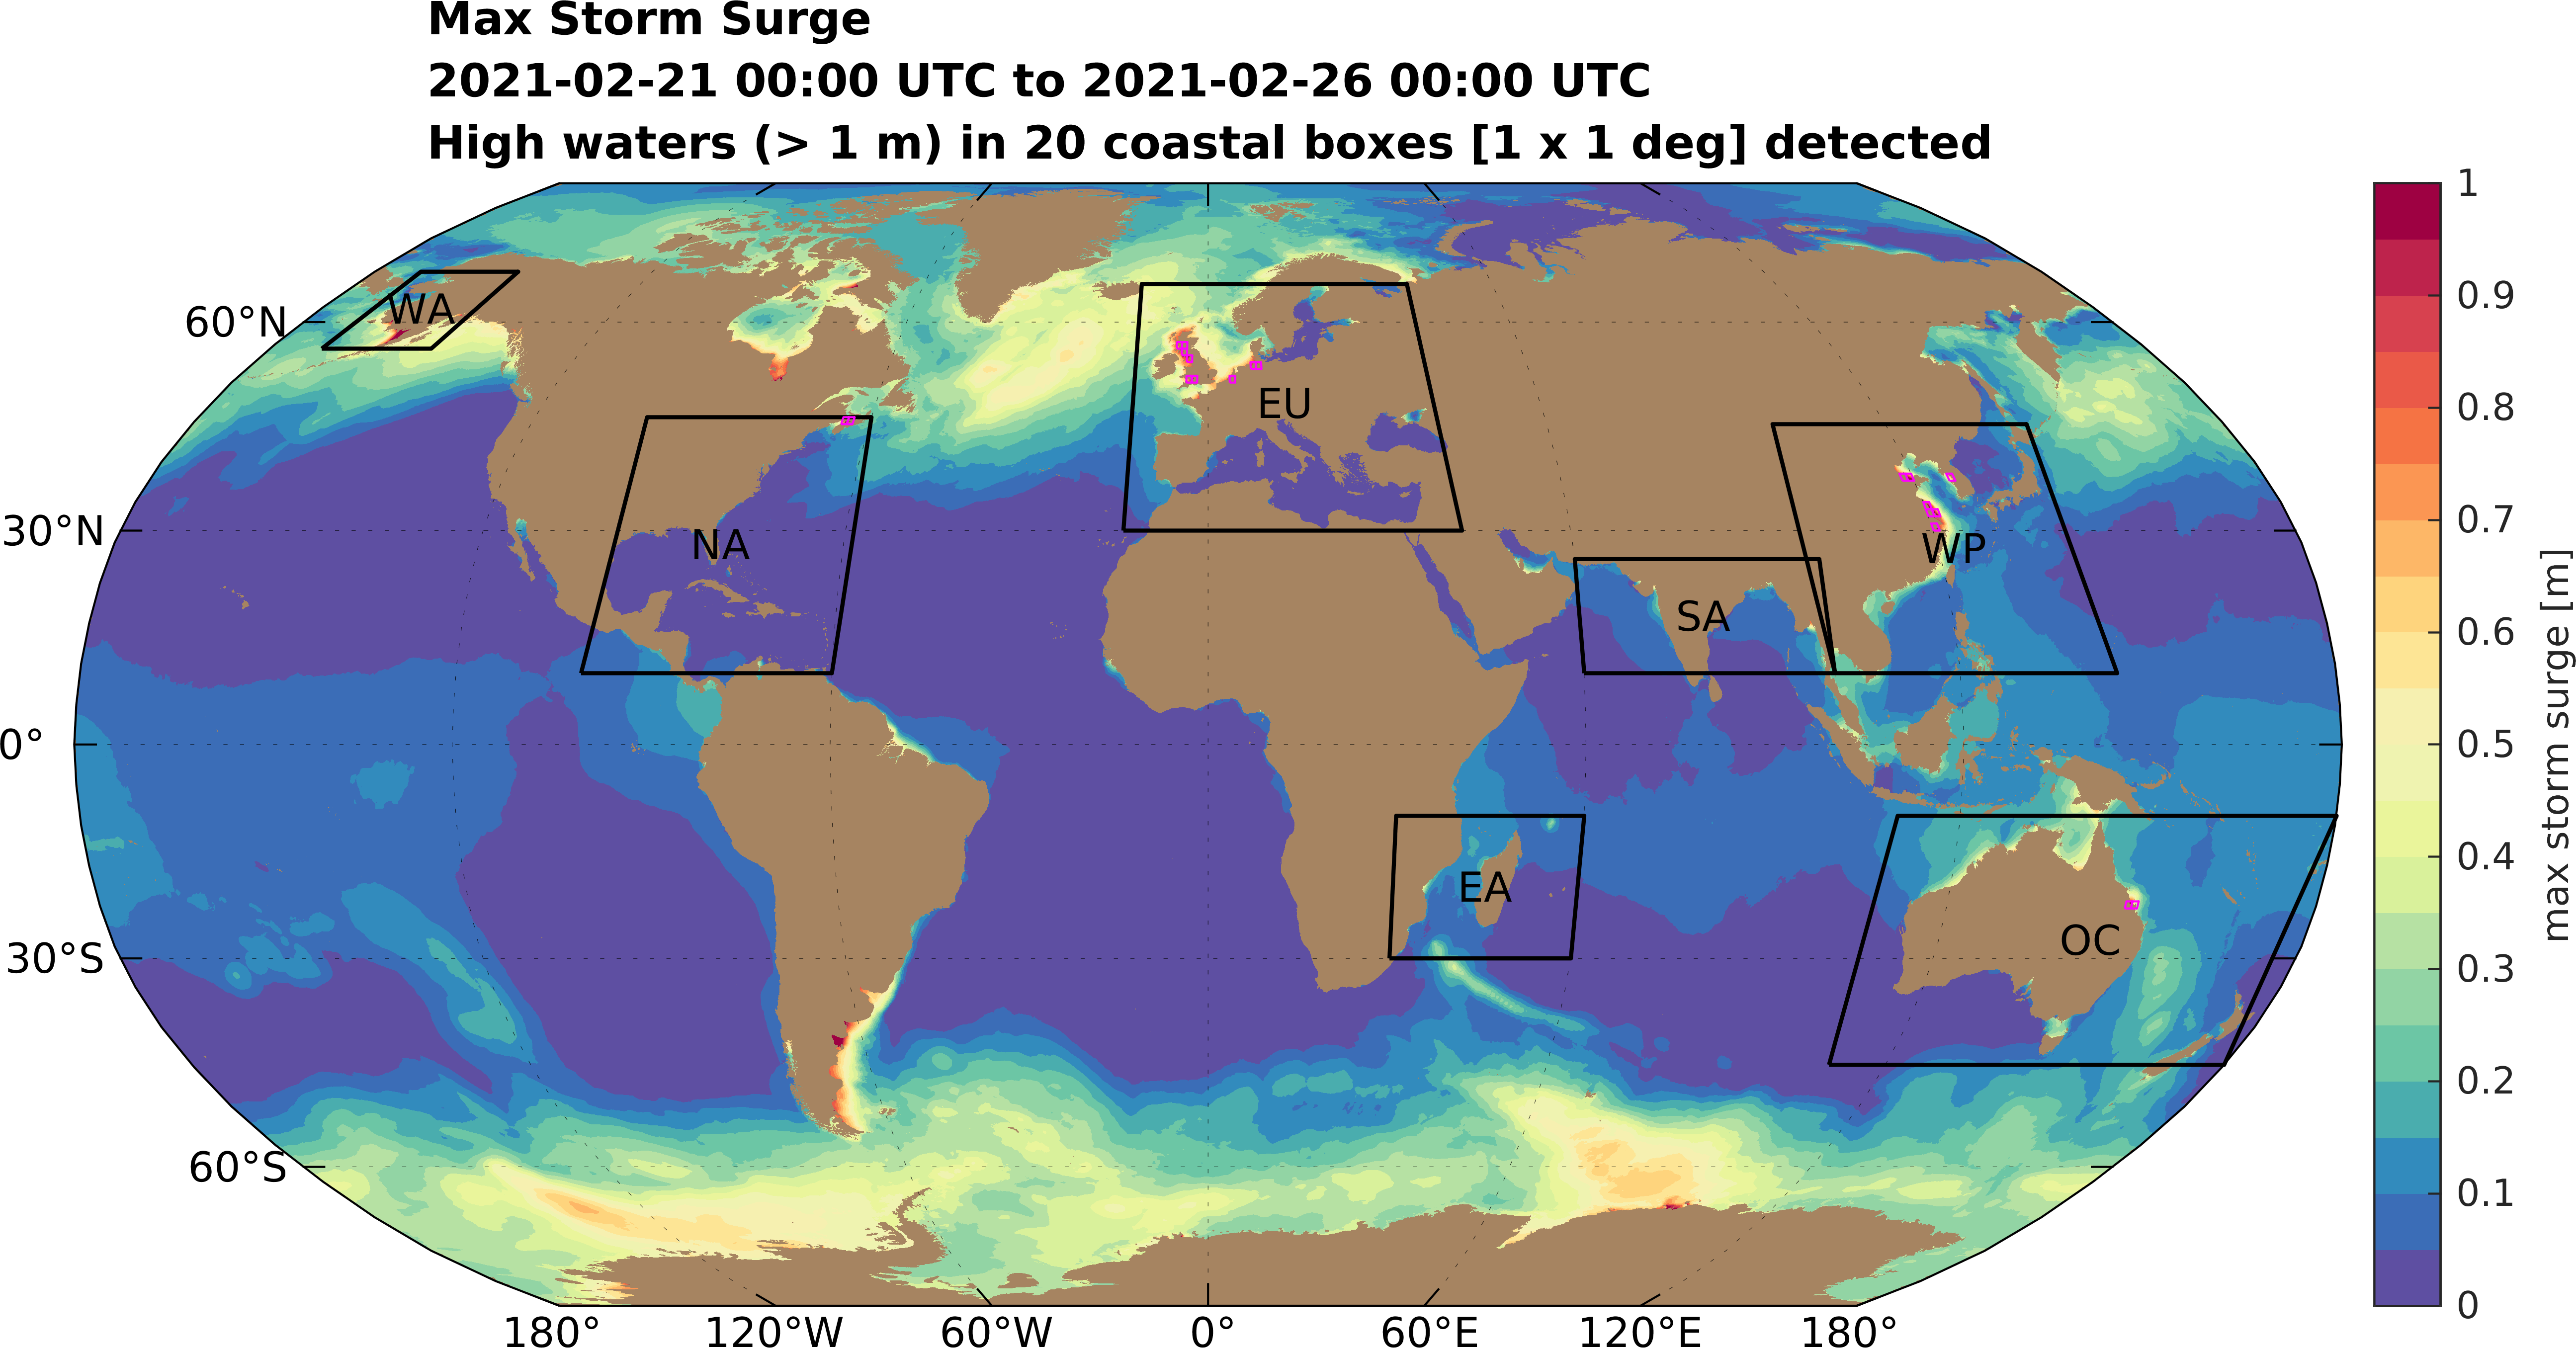 Max Storm Surge
2021-02-21 00:00 UTC to 2021-02-26 00:00 UTC
High waters (> 1 m) in 20 coastal boxes [1 x 1 deg] detected
WA
60°N
EU
30°N
NA
WP
SA
0°
EA
OC
30°S
60°S
180°
120°W
60°W
0°
60°E
120°E
180°
1
0.9
0.8
0.7
0.6
0.5
0.4
0.3
0.2
0.1
0
max storm surge [m]